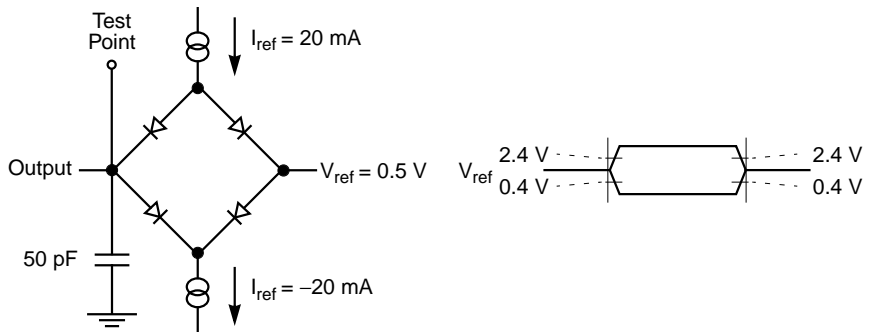 Test
Point
I_ref = 20 mA
Output
V_ref = 0.5 V
50 pF
I_ref = −20 mA
2.4 V
V_ref
0.4 V
2.4 V
0.4 V